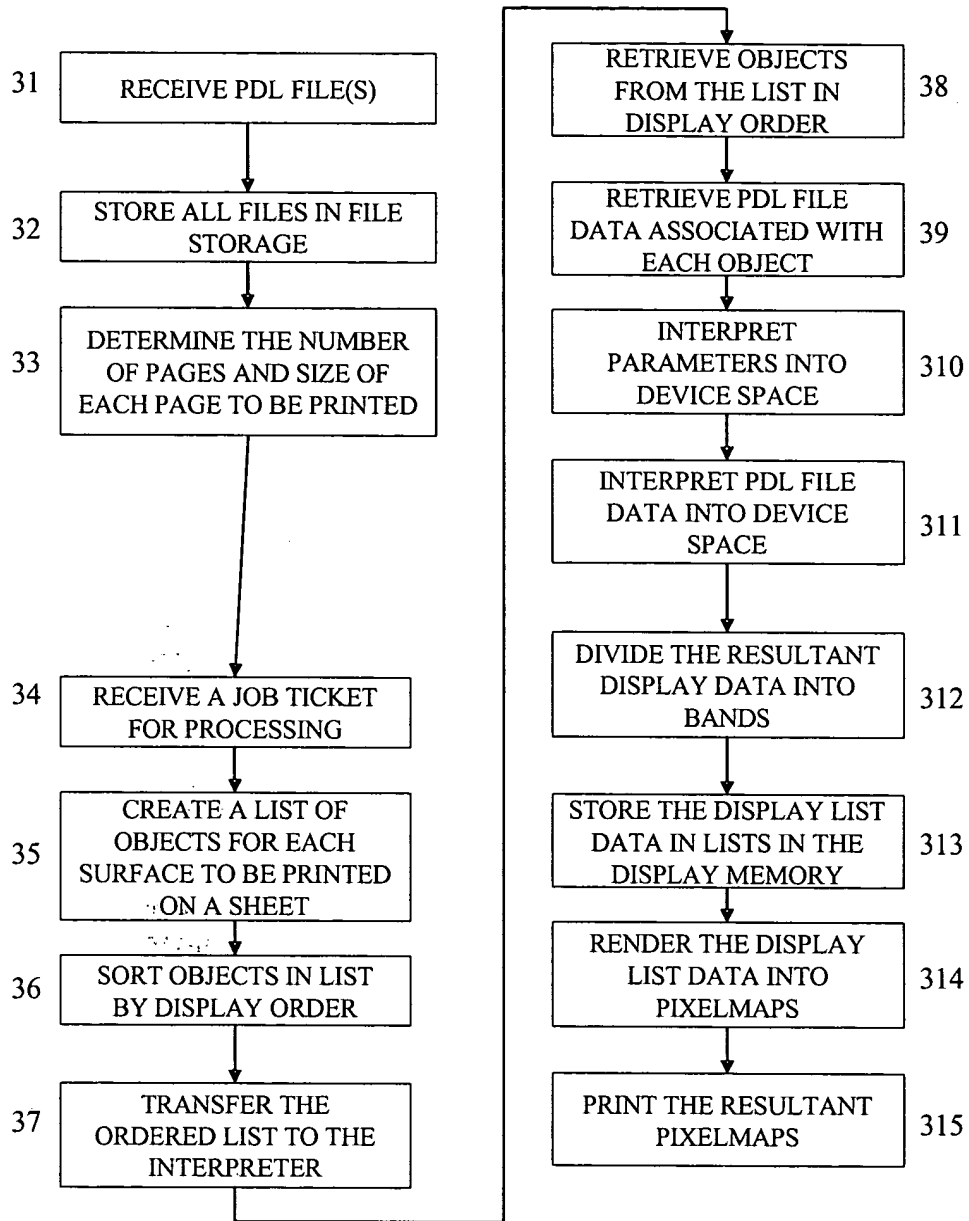 31
RECEIVE PDL FILE(S)
32
STORE ALL FILES IN FILE
STORAGE
33
DETERMINE THE NUMBER
OF PAGES AND SIZE OF
EACH PAGE TO BE PRINTED
34
RECEIVE A JOB TICKET
FOR PROCESSING
35
CREATE A LIST OF
OBJECTS FOR EACH
SURFACE TO BE PRINTED
ON A SHEET
36
SORT OBJECTS IN LIST
BY DISPLAY ORDER
37
TRANSFER THE
ORDERED LIST TO THE
INTERPRETER
RETRIEVE OBJECTS
FROM THE LIST IN
DISPLAY ORDER
38
RETRIEVE PDL FILE
DATA ASSOCIATED WITH
EACH OBJECT
39
INTERPRET
PARAMETERS INTO
DEVICE SPACE
310
INTERPRET PDL FILE
DATA INTO DEVICE
SPACE
311
DIVIDE THE RESULTANT
DISPLAY DATA INTO
BANDS
312
STORE THE DISPLAY LIST
DATA IN LISTS IN THE
DISPLAY MEMORY
313
RENDER THE DISPLAY
LIST DATA INTO
PIXELMAPS
314
PRINT THE RESULTANT
PIXELMAPS
315